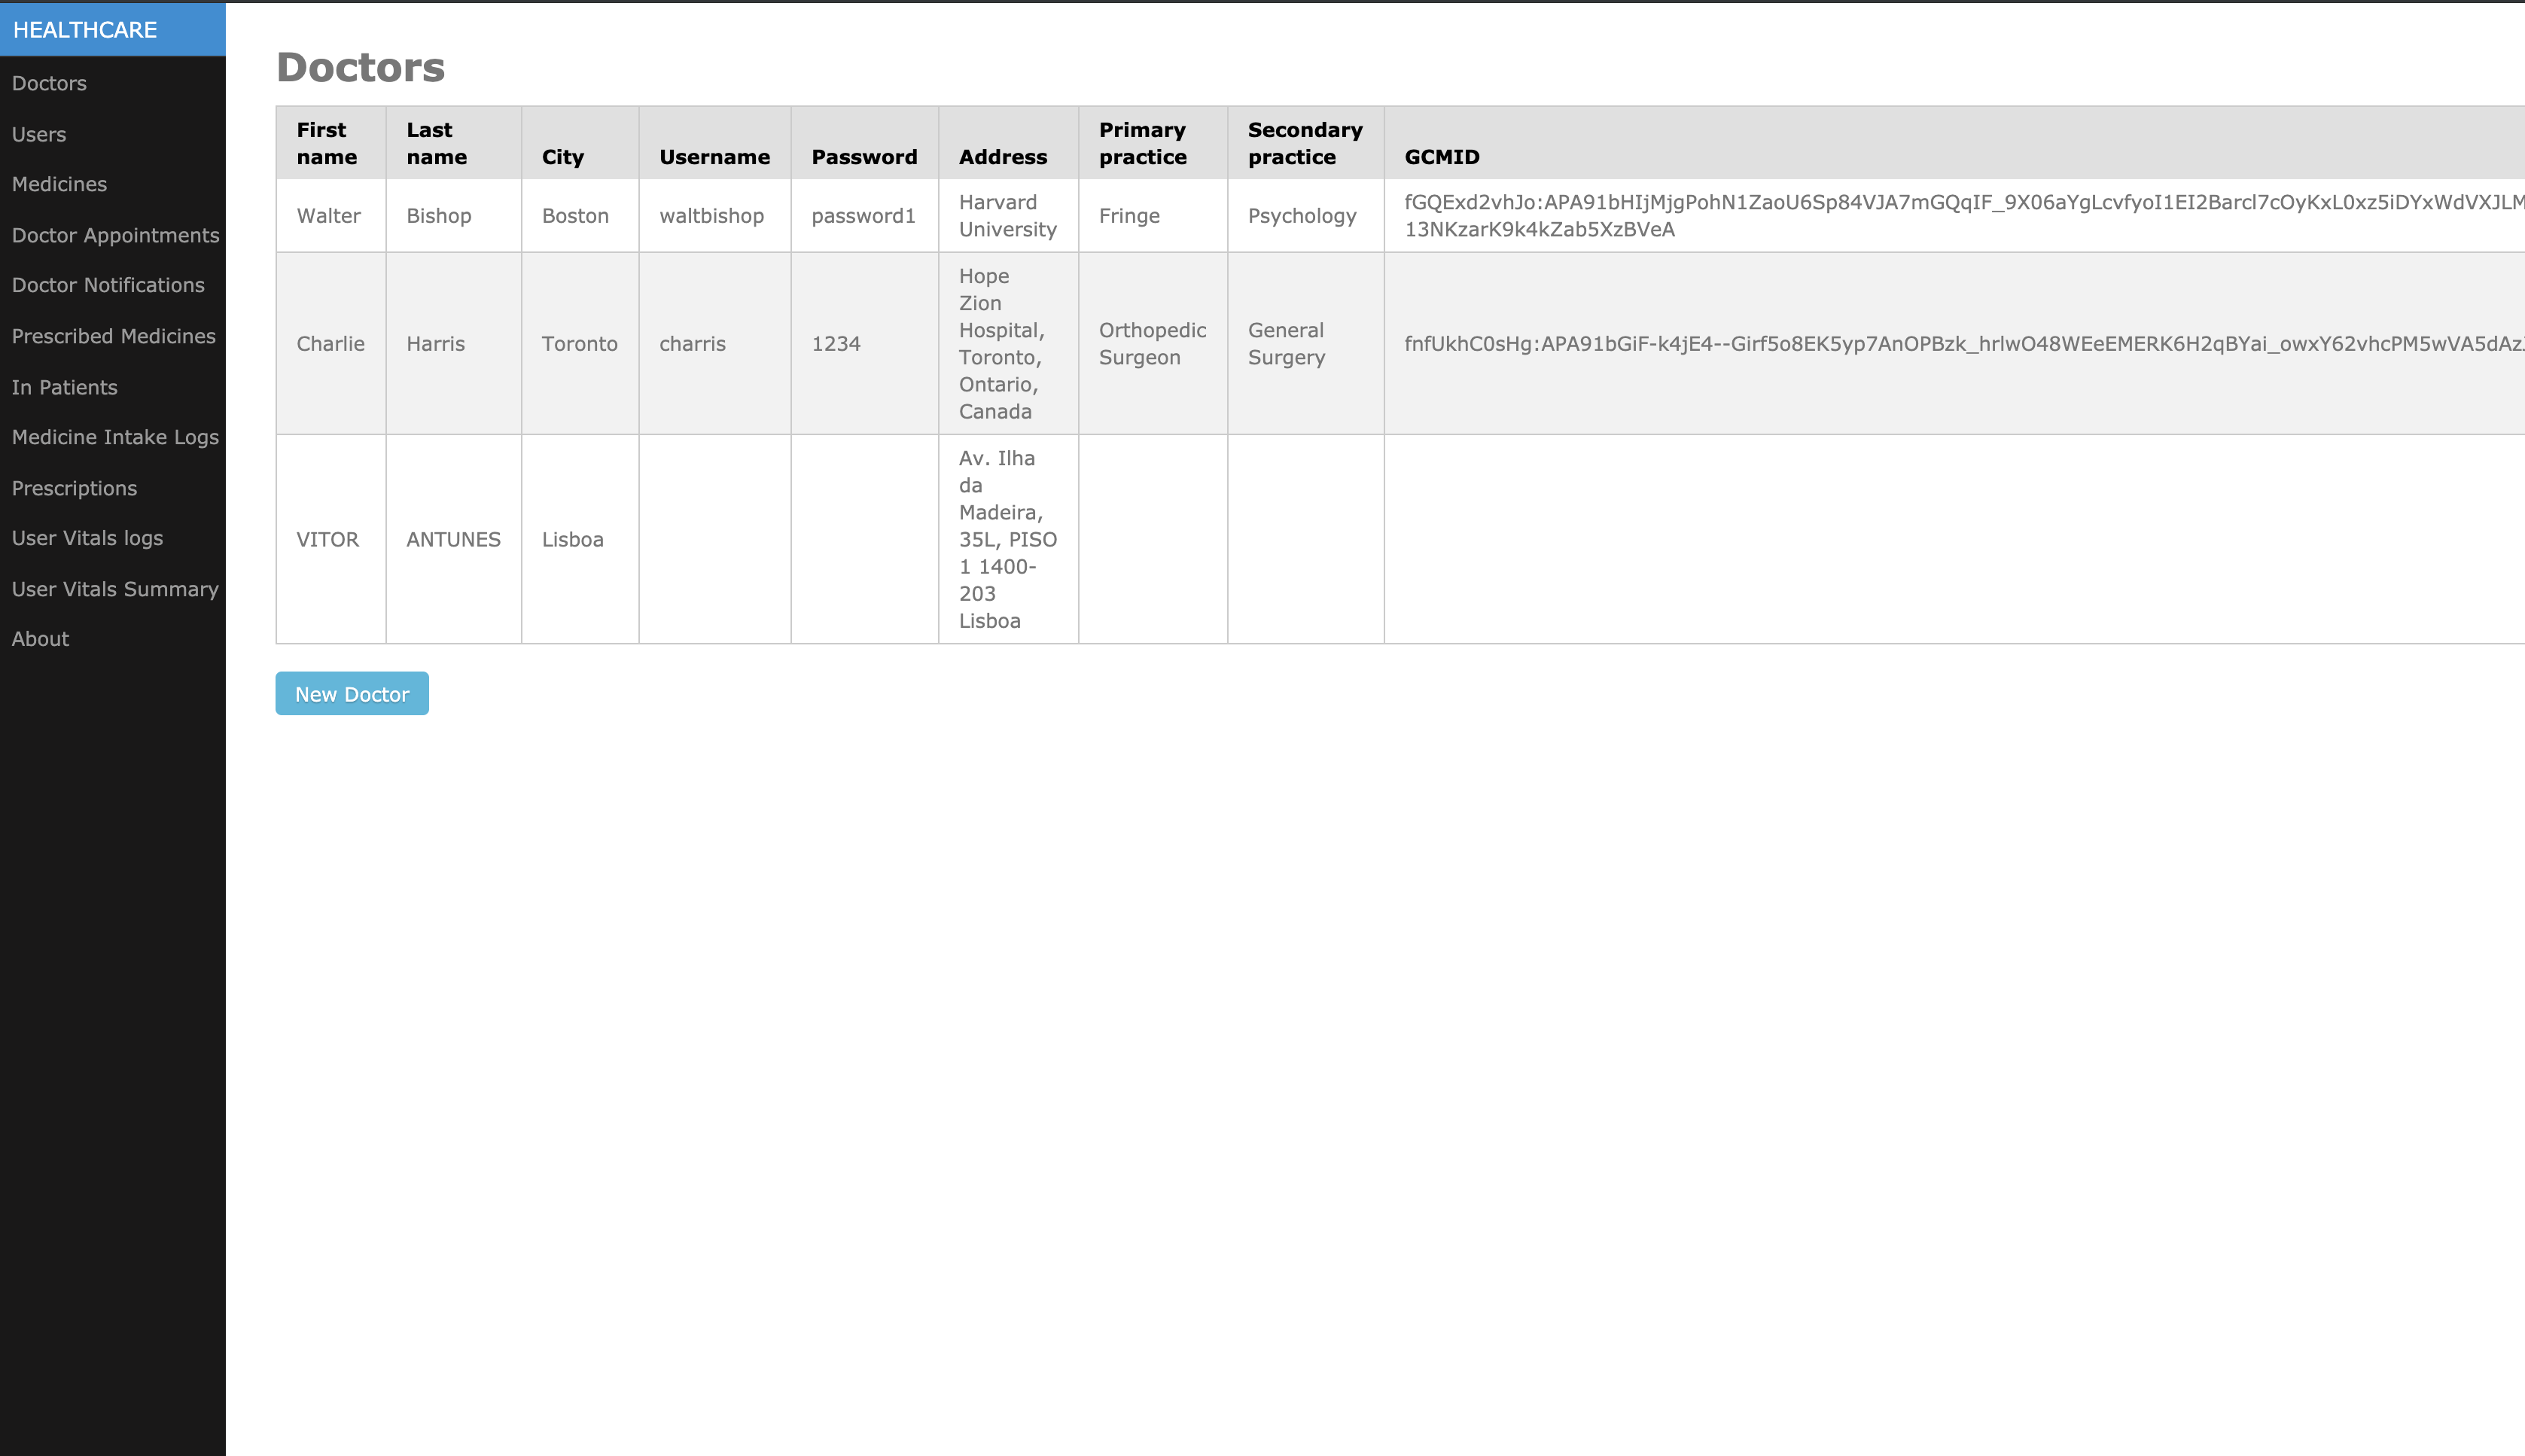 HEALTHCARE
Doctors
Users
Medicines
Doctor Appointments
Doctor Notifications
Prescribed Medicines
In Patients
Medicine Intake Logs
Prescriptions
User Vitals logs
User Vitals Summary
About
Doctors
First name Last name City Username Password Address Primary practice Secondary practice GCMID
Walter Bishop Boston waltbishop password1 Harvard University Fringe Psychology fGQExd2vhJo:APA91bHIjMjgPohN1ZaoU6Sp84VJA7mGQqIF_9X06aYgLcvfyoI1EI2Barcl7cOyKxL0xz5iDYxWdVXJLM
13NKzarK9k4kZab5XzBVeA
Charlie Harris Toronto charris 1234 Hope Zion Hospital, Toronto, Ontario, Canada Orthopedic Surgeon General Surgery fnfUkhC0sHg:APA91bGiF-k4jE4--Girf5o8EK5yp7AnOPBzk_hrlwO48WEeEMERK6H2qBYai_owxY62vhcPM5wVA5dAz
VITOR ANTUNES Lisboa Av. Ilha da Madeira, 35L, PISO 1 1400-203 Lisboa
New Doctor